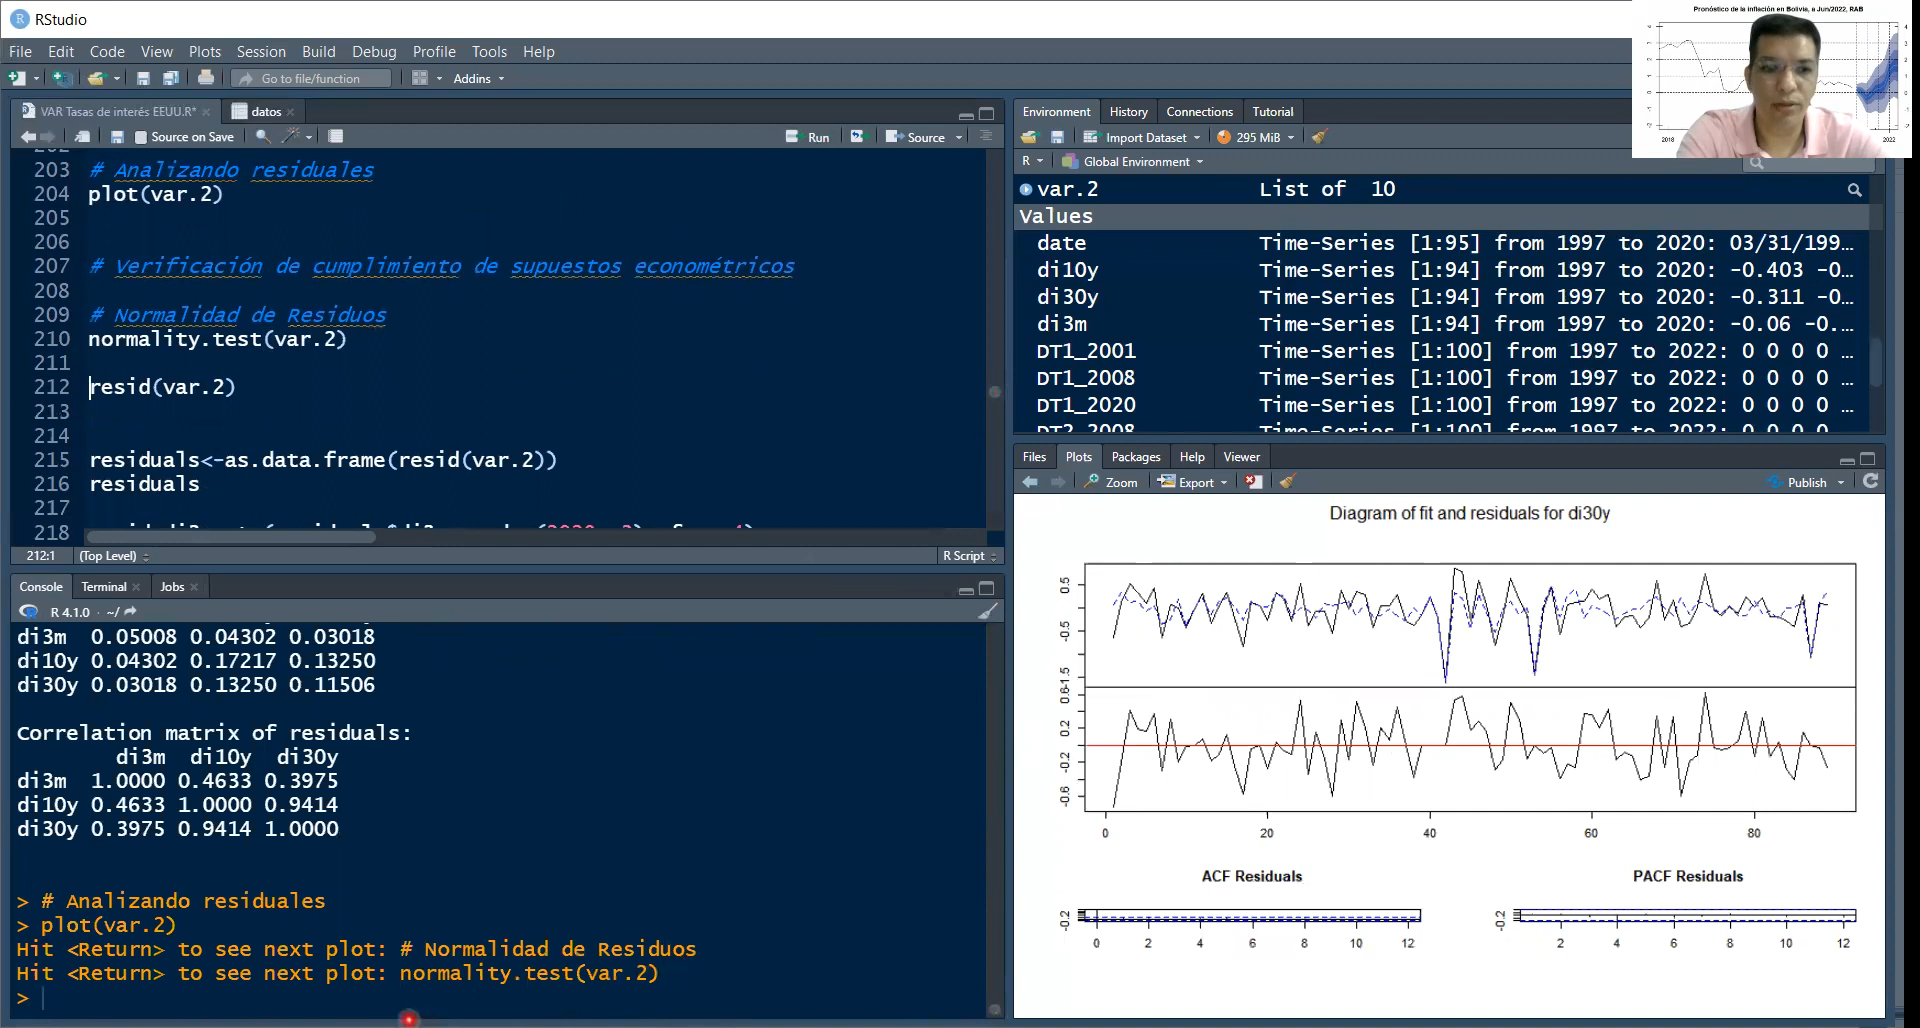 RStudio
File Edit Code View Plots Session Build Debug Profile Tools Help
Go to file/function Addins
VAR Tasas de interés EEUU.R* datos
Source on Save Run Source
203 # Analizando residuales
204 plot(var.2)
205
206
207 # Verificación de cumplimiento de supuestos econométricos
208
209 # Normalidad de Residuos
210 normality.test(var.2)
211
212 resid(var.2)
213
214
215 residuals<-as.data.frame(resid(var.2))
216 residuals
217
218
212:1 (Top Level) R Script
Console Terminal Jobs
R 4.1.0 · ~/
di3m 0.05008 0.04302 0.03018
di10y 0.04302 0.17217 0.13250
di30y 0.03018 0.13250 0.11506
Correlation matrix of residuals:
di3m di10y di30y
di3m 1.0000 0.4633 0.3975
di10y 0.4633 1.0000 0.9414
di30y 0.3975 0.9414 1.0000
> # Analizando residuales
> plot(var.2)
Hit <Return> to see next plot: # Normalidad de Residuos
Hit <Return> to see next plot: normality.test(var.2)
>
Pronóstico de la inflación en Bolivia, a Jun/2022, RAB
2018 2022
Environment History Connections Tutorial
Import Dataset 295 MiB
R Global Environment
var.2 List of 10
Values
date Time-Series [1:95] from 1997 to 2020: 03/31/199…
di10y Time-Series [1:94] from 1997 to 2020: -0.403 -0…
di30y Time-Series [1:94] from 1997 to 2020: -0.311 -0…
di3m Time-Series [1:94] from 1997 to 2020: -0.06 -0.…
DT1_2001 Time-Series [1:100] from 1997 to 2022: 0 0 0 0 …
DT1_2008 Time-Series [1:100] from 1997 to 2022: 0 0 0 0 …
DT1_2020 Time-Series [1:100] from 1997 to 2022: 0 0 0 0 …
Files Plots Packages Help Viewer
Zoom Export Publish
Diagram of fit and residuals for di30y
0.5
-0.5
-1.5
0.6
0.2
-0.2
-0.6
0 20 40 60 80
ACF Residuals PACF Residuals
-0.2 -0.2
0 2 4 6 8 10 12 2 4 6 8 10 12